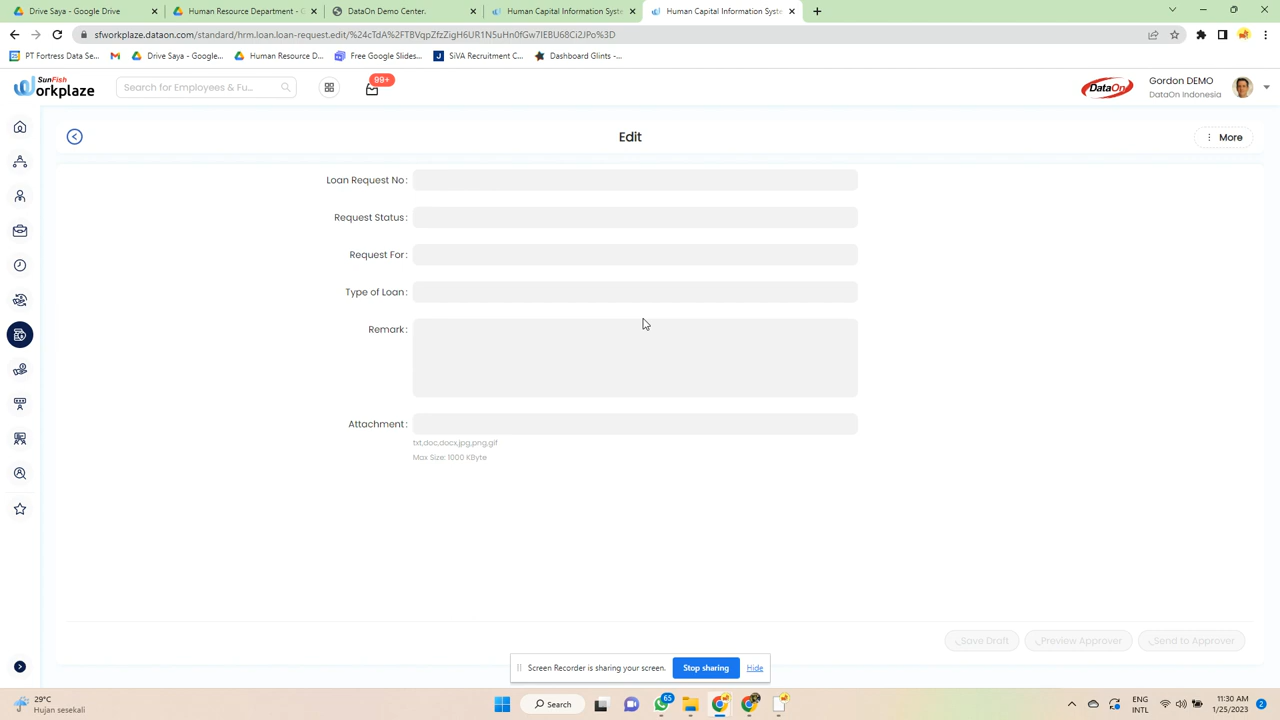 Drive Saya - Google
Human Resource Department - G
DataOn Demo Center.
Human Capital Information Syste
Human Capital Information Syste
sfworkplaze.dataon.com/standard/hrm.loan.loan-request.edit/%24cTdA%2FTBVqpZfzZigH6UR1N5uHn0fGw7IEBU68Ci2JPo%3D
PT Fortress Data Se...
Drive Saya - Google...
Human Resource D...
Free Google Slides...
SiVA Recruitment C...
Dashboard Glints -...
SunFish
Workplaze
Search for Employees & Fu...
99+
DataOn
Gordon DEMO
DataOn Indonesia
Edit
More
Loan Request No :
Request Status :
Request For :
Type of Loan :
Remark :
Attachment :
txt,doc,docx,jpg,png,gif
Max Size: 1000 KByte
Save Draft
Preview Approver
Send to Approver
Screen Recorder is sharing your screen.
Stop sharing
Hide
29°C
Hujan sesekali
Search
65
ENG
INTL
11:30 AM
1/25/2023
2